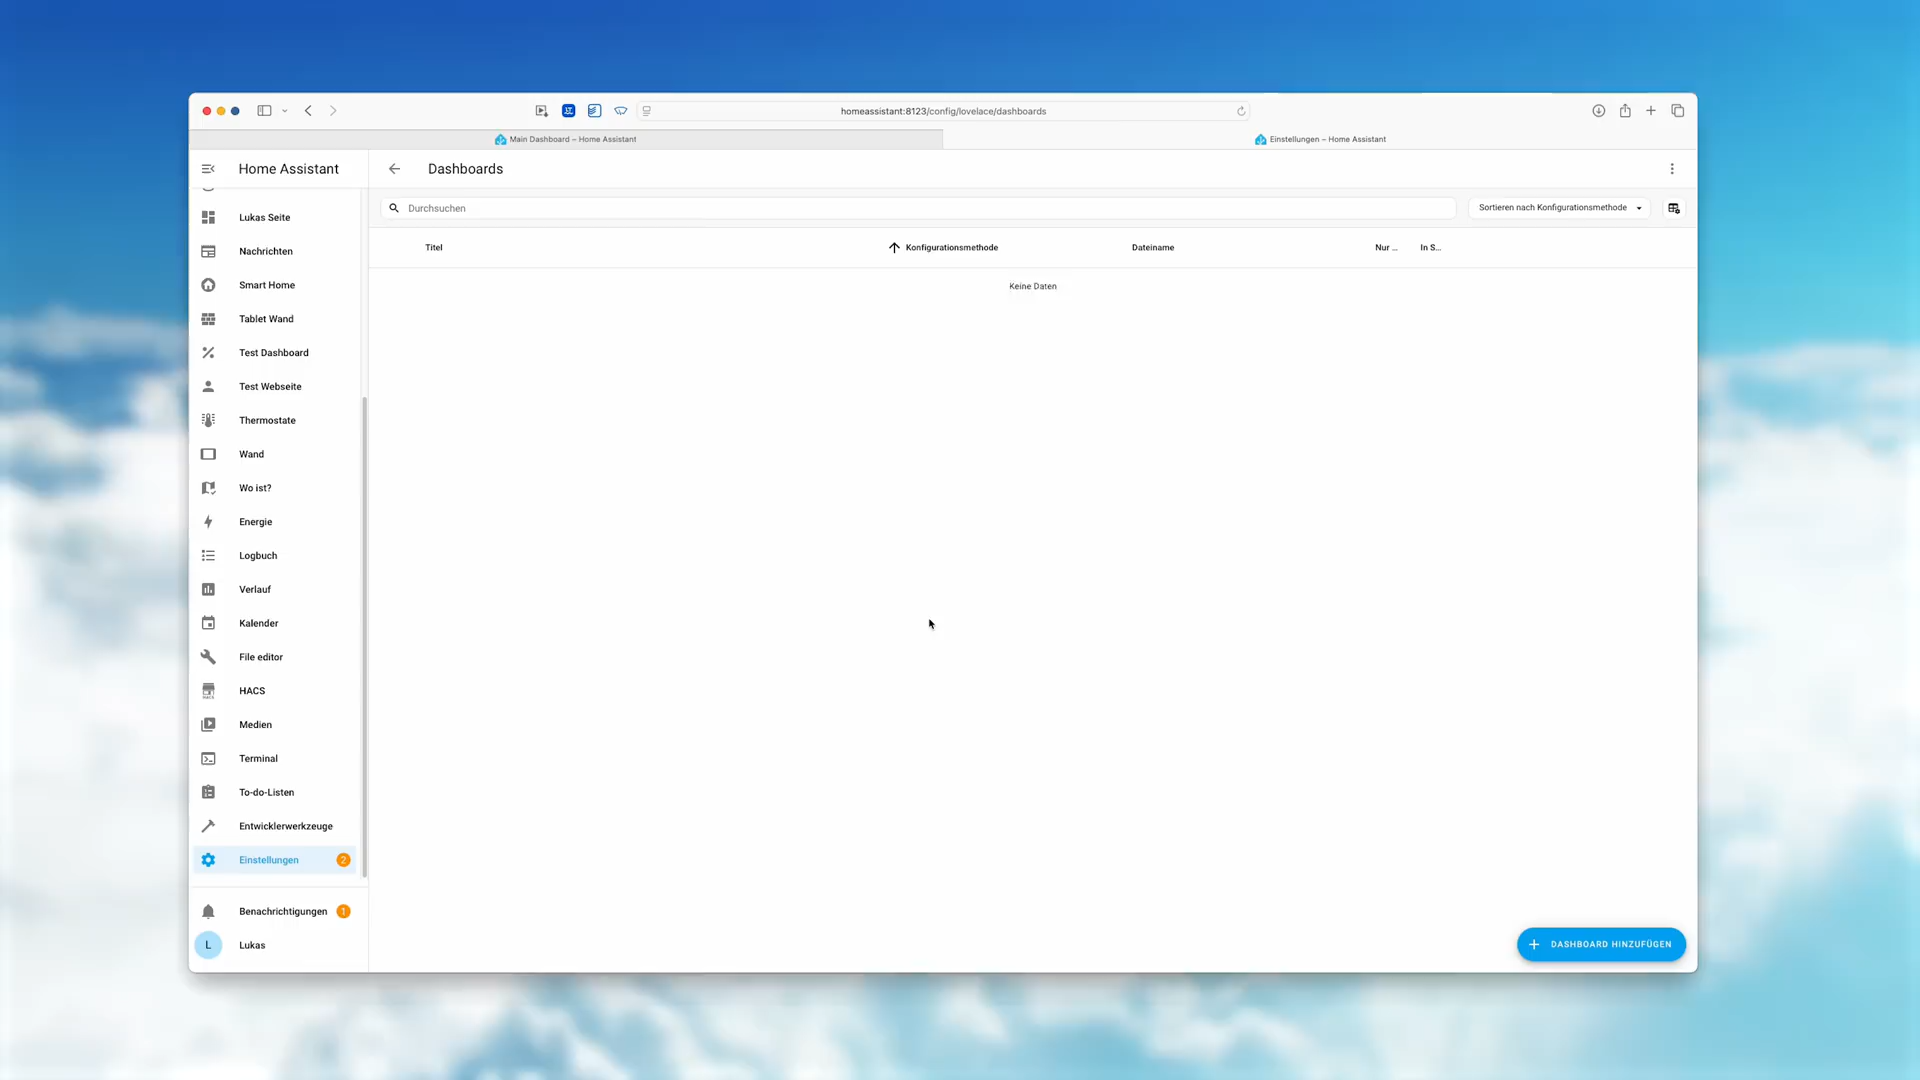 homeassistant:8123/config/lovelace/dashboards
Main Dashboard – Home Assistant
Einstellungen – Home Assistant
Home Assistant
Dashboards
Durchsuchen
Sortieren nach Konfigurationsmethode
Titel
Konfigurationsmethode
Dateiname
Nur ...
In S...
Keine Daten
Lukas Seite
Nachrichten
Smart Home
Tablet Wand
Test Dashboard
Test Webseite
Thermostate
Wand
Wo ist?
Energie
Logbuch
Verlauf
Kalender
File editor
HACS
Medien
Terminal
To-do-Listen
Entwicklerwerkzeuge
Einstellungen 2
Benachrichtigungen 1
L Lukas
DASHBOARD HINZUFÜGEN